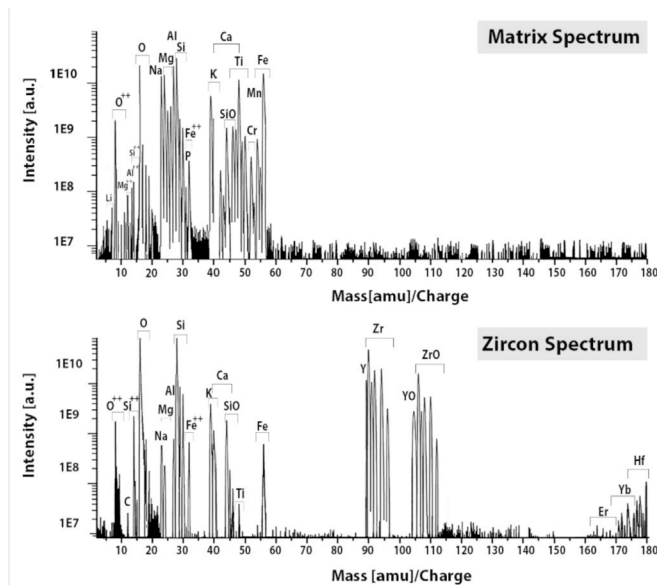 Matrix Spectrum
Intensity [a.u.]
1E10
1E9
1E8
1E7
O⁺⁺
O
Na
Mg
Al
Si
K
Ca
Ti
Fe
Mn
SiO
Cr
Fe⁺⁺
P
Si⁺⁺
Al⁺⁺
Mg⁺⁺
Li
10 20 30 40 50 60 70 80 90 100 110 120 130 140 150 160 170 180
Mass[amu]/Charge
Zircon Spectrum
Intensity [a.u.]
1E10
1E9
1E8
1E7
O⁺⁺
Si⁺⁺
O
C
Na
Mg
Al
Si
Fe⁺⁺
K
Ca
SiO
Ti
Fe
Y
Zr
YO
ZrO
Er
Yb
Hf
10 20 30 40 50 60 70 80 90 100 110 120 130 140 150 160 170 180
Mass [amu]/Charge